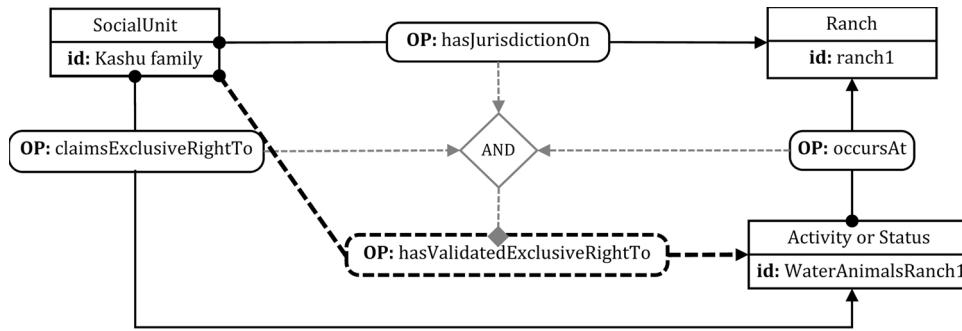 SocialUnit
id: Kashu family
OP: hasJurisdictionOn
Ranch
id: ranch1
OP: claimsExclusiveRightTo
AND
OP: occursAt
OP: hasValidatedExclusiveRightTo
Activity or Status
id: WaterAnimalsRanch1